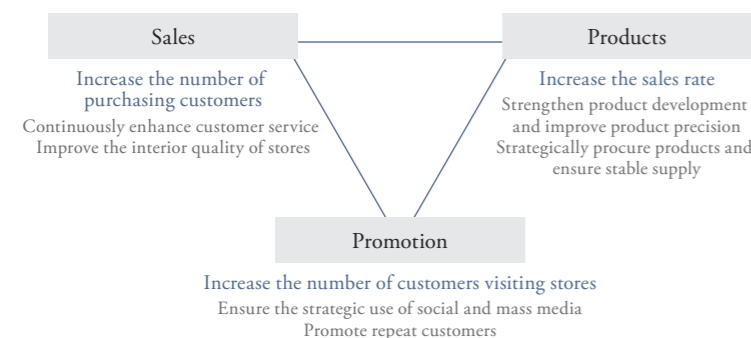 Sales
Increase the number of
purchasing customers
Continuously enhance customer service
Improve the interior quality of stores
Products
Increase the sales rate
Strengthen product development
and improve product precision
Strategically procure products and
ensure stable supply
Promotion
Increase the number of customers visiting stores
Ensure the strategic use of social and mass media
Promote repeat customers